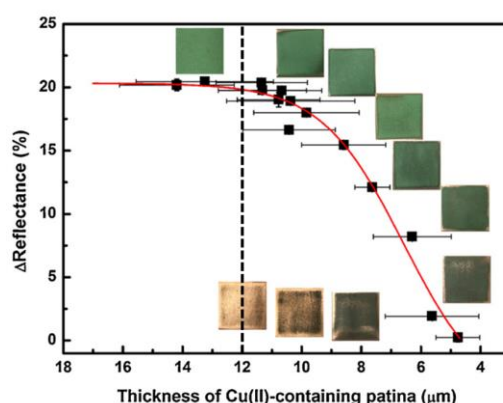 25
20
15
10
5
0
ΔReflectance (%)
18 16 14 12 10 8 6 4
Thickness of Cu(II)-containing patina (μm)